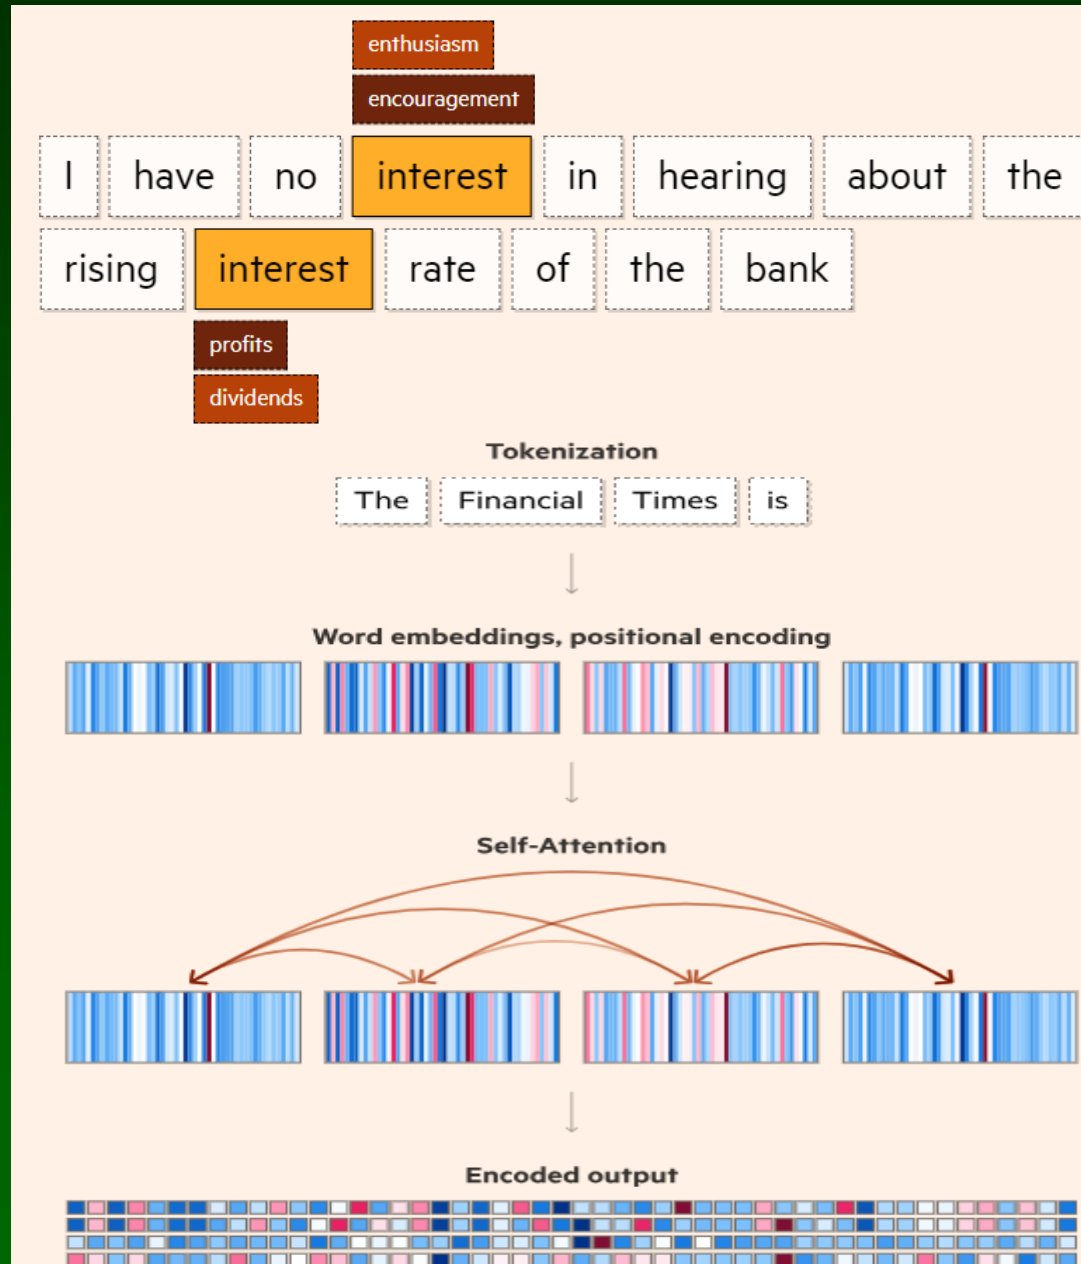 enthusiasm
encouragement
I have no interest in hearing about the
rising interest rate of the bank
profits
dividends
Tokenization
The Financial Times is
Word embeddings, positional encoding
Self-Attention
Encoded output